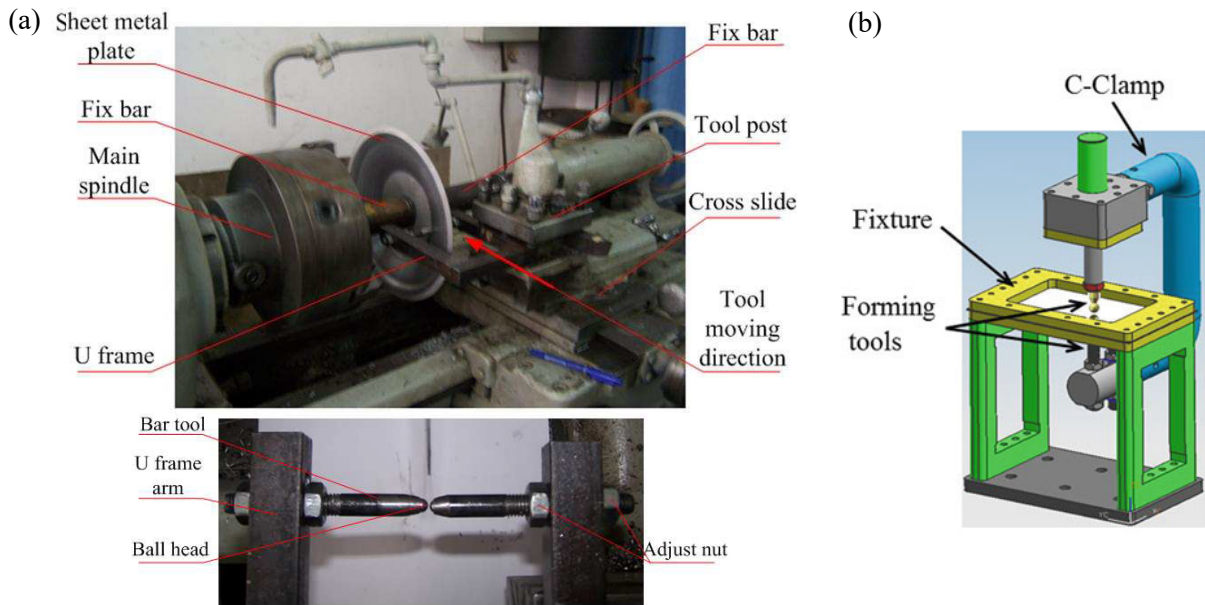 (a)
Sheet metal
plate
Fix bar
Main
spindle
U frame
Fix bar
Tool post
Cross slide
Tool
moving
direction
Bar tool
U frame
arm
Ball head
Adjust nut
(b)
C-Clamp
Fixture
Forming
tools